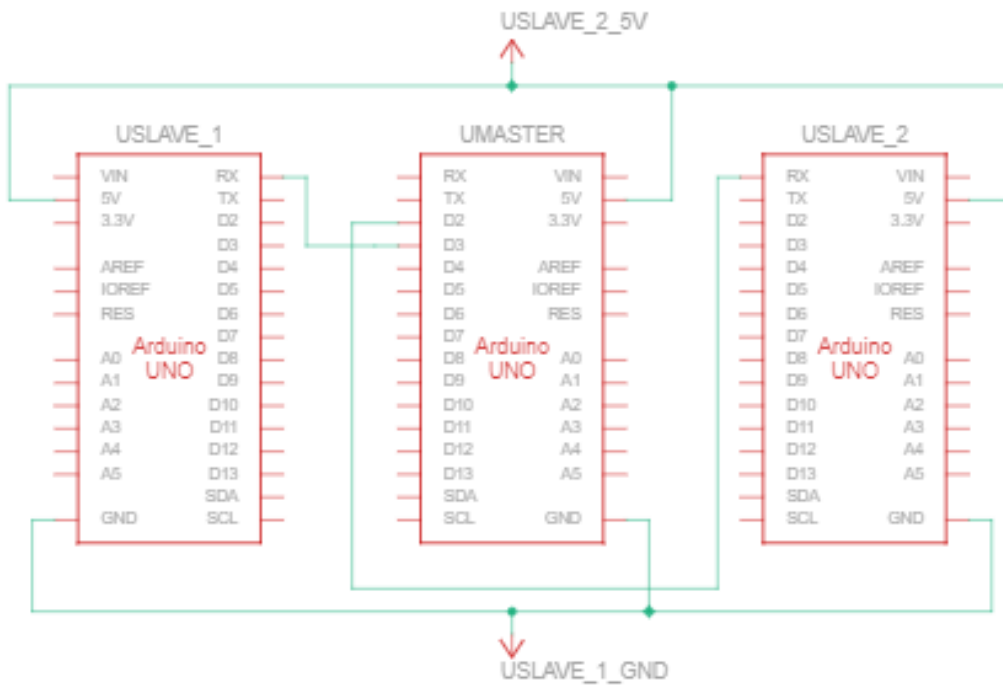 USLAVE_2_5V
USLAVE_1
VIN RX
5V TX
3.3V D2
D3
AREF D4
IOREF D5
RES D6
D7
Arduino
UNO
A0 D8
A1 D9
A2 D10
A3 D11
A4 D12
A5 D13
SDA
GND SCL
UMASTER
RX VIN
TX 5V
D2 3.3V
D3
D4 AREF
D5 IOREF
D6 RES
D7
Arduino
UNO
D8 A0
D9 A1
D10 A2
D11 A3
D12 A4
D13 A5
SDA
SCL GND
USLAVE_2
RX VIN
TX 5V
D2 3.3V
D3
D4 AREF
D5 IOREF
D6 RES
D7
Arduino
UNO
D8 A0
D9 A1
D10 A2
D11 A3
D12 A4
D13 A5
SDA
SCL GND
USLAVE_1_GND